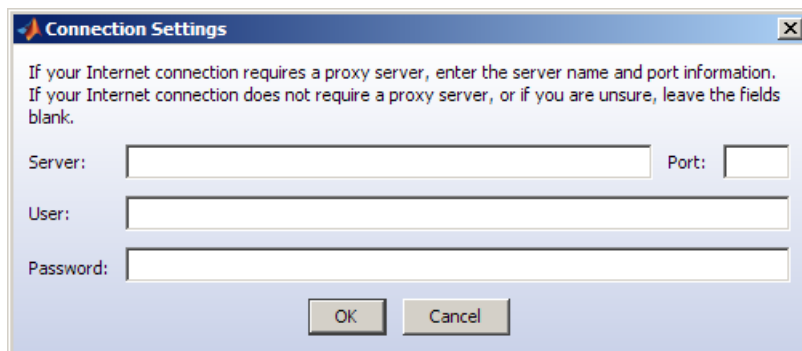 Connection Settings
If your Internet connection requires a proxy server, enter the server name and port information.
If your Internet connection does not require a proxy server, or if you are unsure, leave the fields
blank.
Server: Port:
User:
Password:
OK Cancel